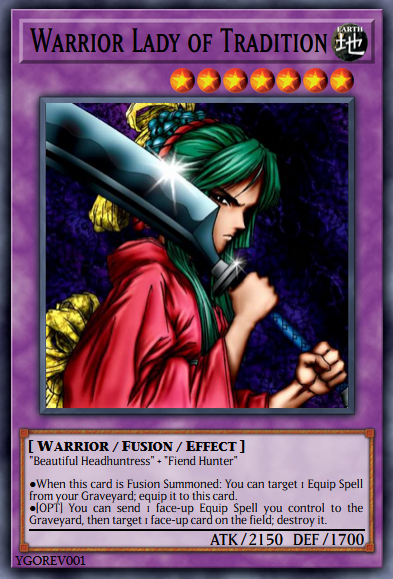 Warrior Lady of Tradition
EARTH
地
[ Warrior / Fusion / Effect ]
"Beautiful Headhuntress" + "Fiend Hunter"
●When this card is Fusion Summoned: You can target 1 Equip Spell
from your Graveyard; equip it to this card.
●[OPT] You can send 1 face-up Equip Spell you control to the
Graveyard, then target 1 face-up card on the field; destroy it.
ATK/2150 DEF/1700
YGOREV001